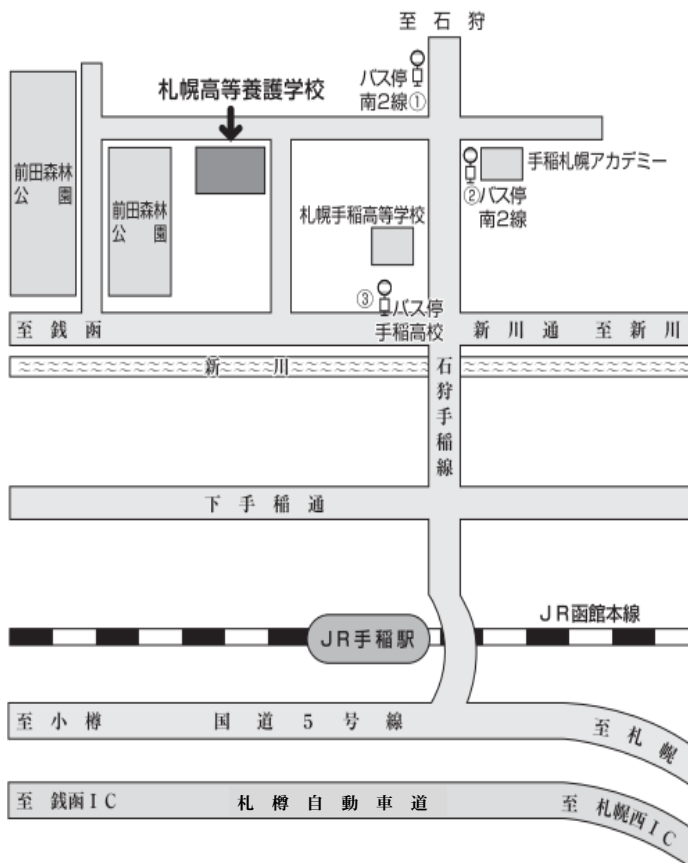 至石狩
バス停
南2線①
札幌高等養護学校
手稲札幌アカデミー
②バス停
南2線
前田森林
公園
前田森林
公園
札幌手稲高等学校
③バス停
手稲高校
至銭函
新川通
至新川
新川
石狩手稲線
下手稲通
JR函館本線
JR手稲駅
至小樽
国道5号線
至札幌
至銭函IC
札樽自動車道
至札幌西IC